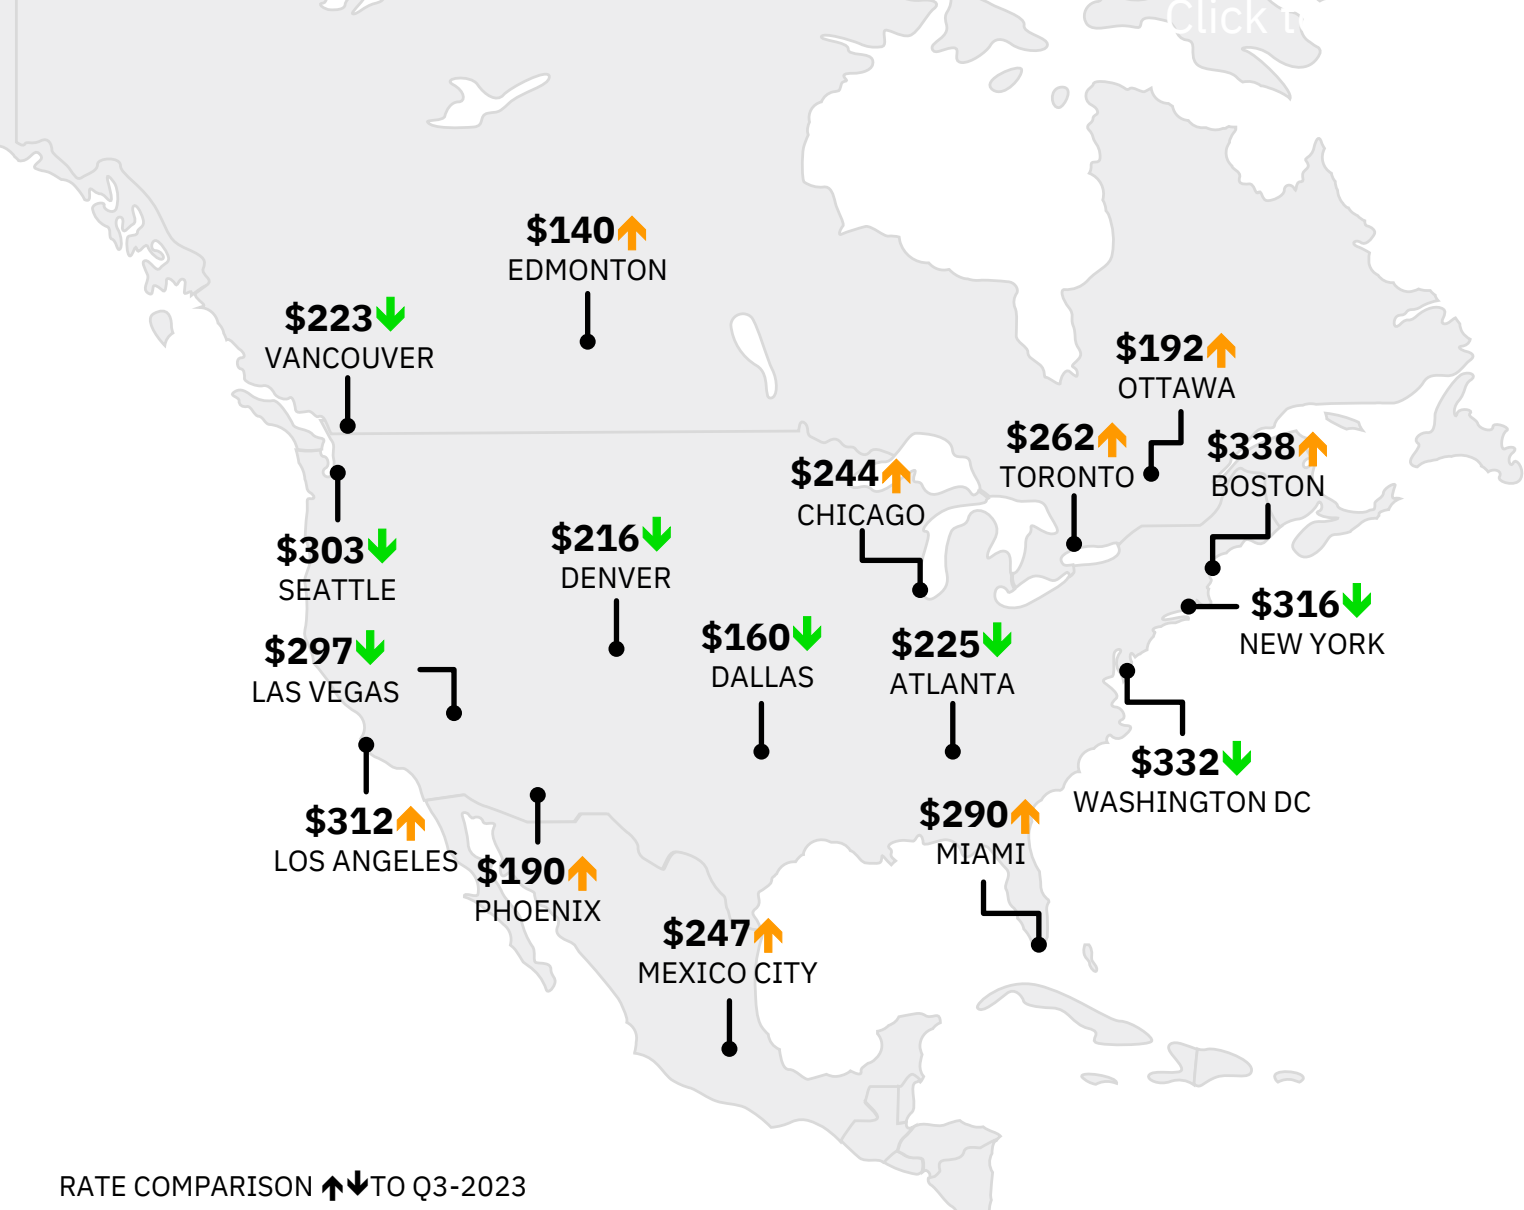 Click t
$140
EDMONTON
$223
VANCOUVER
$192
OTTAWA
$262
TORONTO
$338
BOSTON
$244
CHICAGO
$303
SEATTLE
$216
DENVER
$316
NEW YORK
$297
LAS VEGAS
$160
DALLAS
$225
ATLANTA
$332
WASHINGTON DC
$312
LOS ANGELES
$290
MIAMI
$190
PHOENIX
$247
MEXICO CITY
RATE COMPARISON ↑↓TO Q3-2023